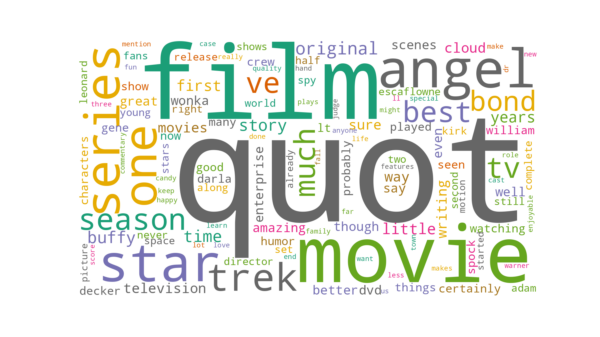 mention
case
shows
original
scenes
cloud
make
new
fans
really
release
crew
half
fun
quality
hand
spy
dr
leonard
series
film
angel
show
first
ve
world
plays
judge
escaflowne
ll
special
best
bond
three
great
wonka
might
young
right
many
story
lt
sure
played
years
gene
movies
done
anyone
kirk
william
characters
one
now
life
even
role
commentary
stars
enterprise
already
much
fall
probably
two
features
seen
tv
complete
good
way
cast
candy
darla
say
second
well
keep
along
writing
motion
still
happy
quot
season
never
learn
far
amazing
though
little
watching
enjoyable
buffy
time
humor
family
town
spock
started
score
space
lot
love
set
end
want
picture
star
director
trek
movie
less
makes
warner
decker
television
better
dvd
us
things
certainly
adam